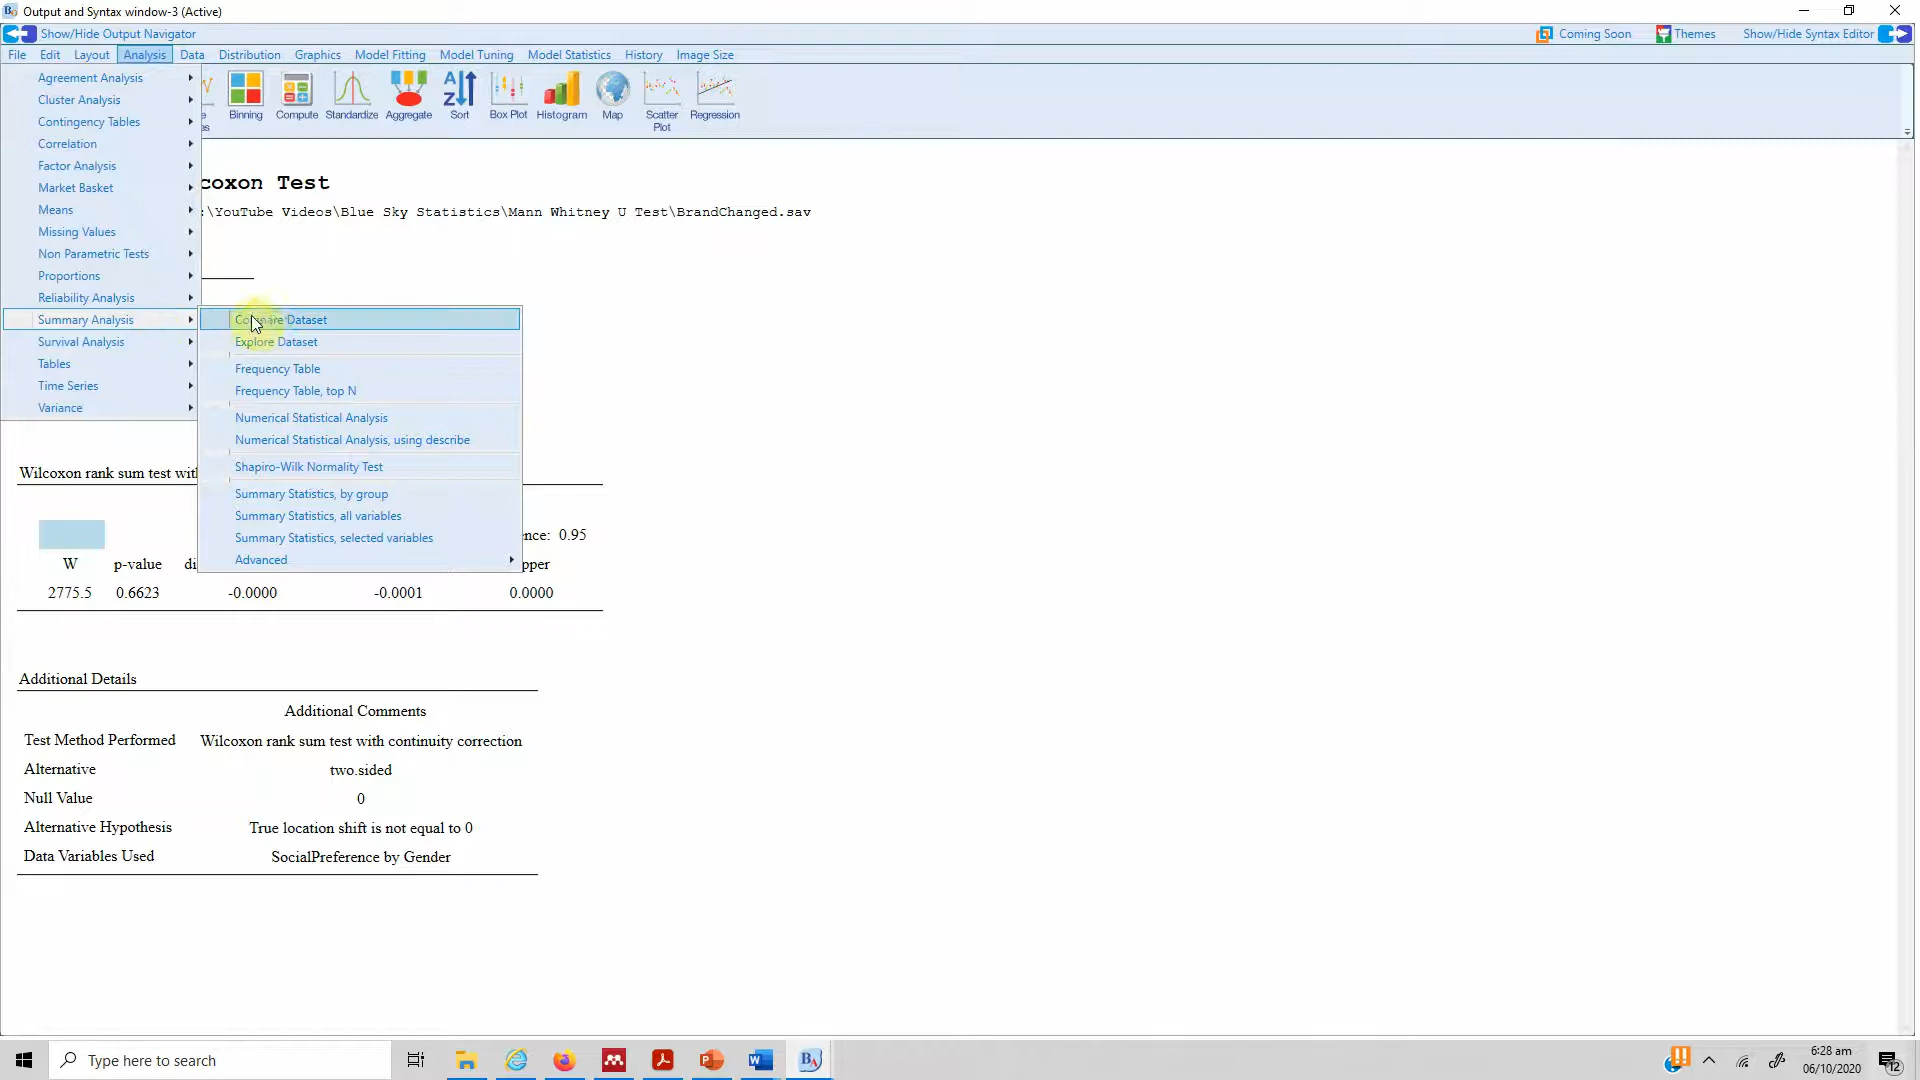 Output and Syntax window-3 (Active)
Show/Hide Output Navigator
Coming Soon
Themes
Show/Hide Syntax Editor
File Edit Layout Analysis Data Distribution Graphics Model Fitting Model Tuning Model Statistics History Image Size
Agreement Analysis
Cluster Analysis
Contingency Tables
Correlation
Factor Analysis
Market Basket
Means
Missing Values
Non Parametric Tests
Proportions
Reliability Analysis
Summary Analysis
Survival Analysis
Tables
Time Series
Variance
Binning
Compute
Standardize
Aggregate
Sort
Box Plot
Histogram
Map
Scatter
Plot
Regression
coxon Test
:\YouTube Videos\Blue Sky Statistics\Mann Whitney U Test\BrandChanged.sav
Compare Dataset
Explore Dataset
Frequency Table
Frequency Table, top N
Numerical Statistical Analysis
Numerical Statistical Analysis, using describe
Shapiro-Wilk Normality Test
Summary Statistics, by group
Summary Statistics, all variables
Summary Statistics, selected variables
Advanced
Wilcoxon rank sum test with
nce: 0.95
W p-value di pper
2775.5 0.6623 -0.0000 -0.0001 0.0000
Additional Details
Additional Comments
Test Method Performed Wilcoxon rank sum test with continuity correction
Alternative two.sided
Null Value 0
Alternative Hypothesis True location shift is not equal to 0
Data Variables Used SocialPreference by Gender
Type here to search
6:28 am
06/10/2020
12